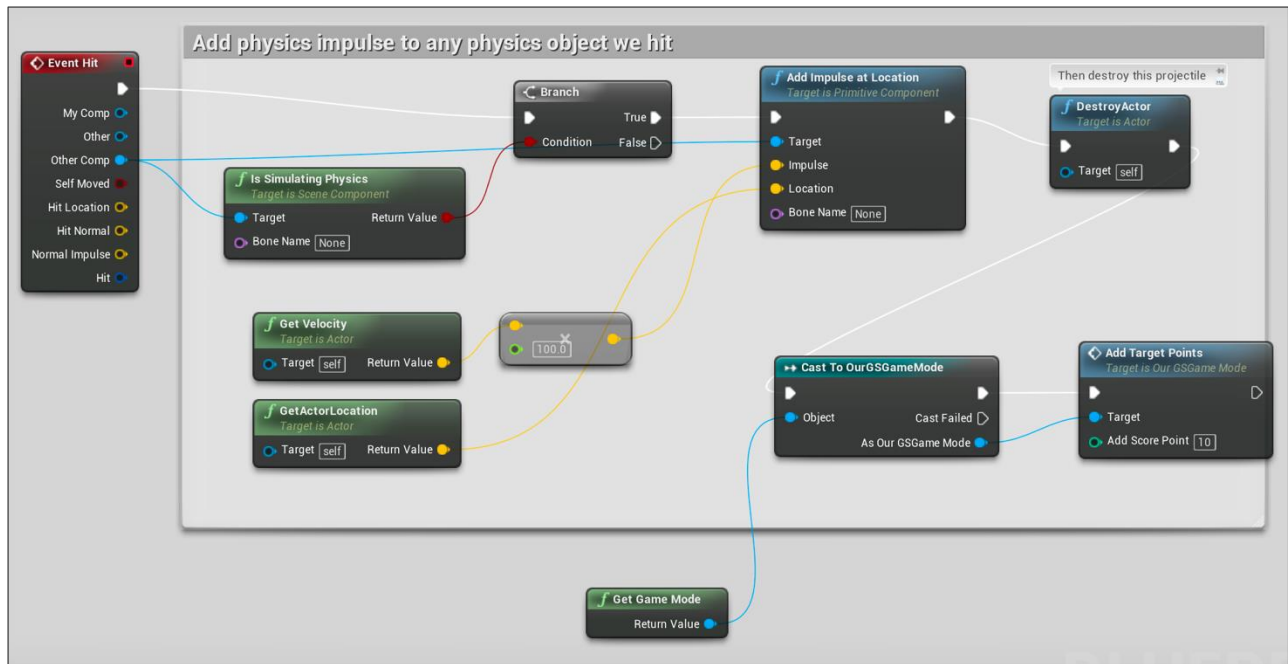 Add physics impulse to any physics object we hit
Event Hit
My Comp
Other
Other Comp
Self Moved
Hit Location
Hit Normal
Normal Impulse
Hit
Branch
True
Condition
False
Is Simulating Physics
Target is Scene Component
Target
Return Value
Bone Name
None
Add Impulse at Location
Target is Primitive Component
Target
Impulse
Location
Bone Name
None
Then destroy this projectile
DestroyActor
Target is Actor
Target
self
Get Velocity
Target is Actor
Target
self
Return Value
100.0
GetActorLocation
Target is Actor
Target
self
Return Value
Cast To OurGSGameMode
Object
Cast Failed
As Our GSGame Mode
Add Target Points
Target is Our GSGame Mode
Target
Add Score Point
10
Get Game Mode
Return Value